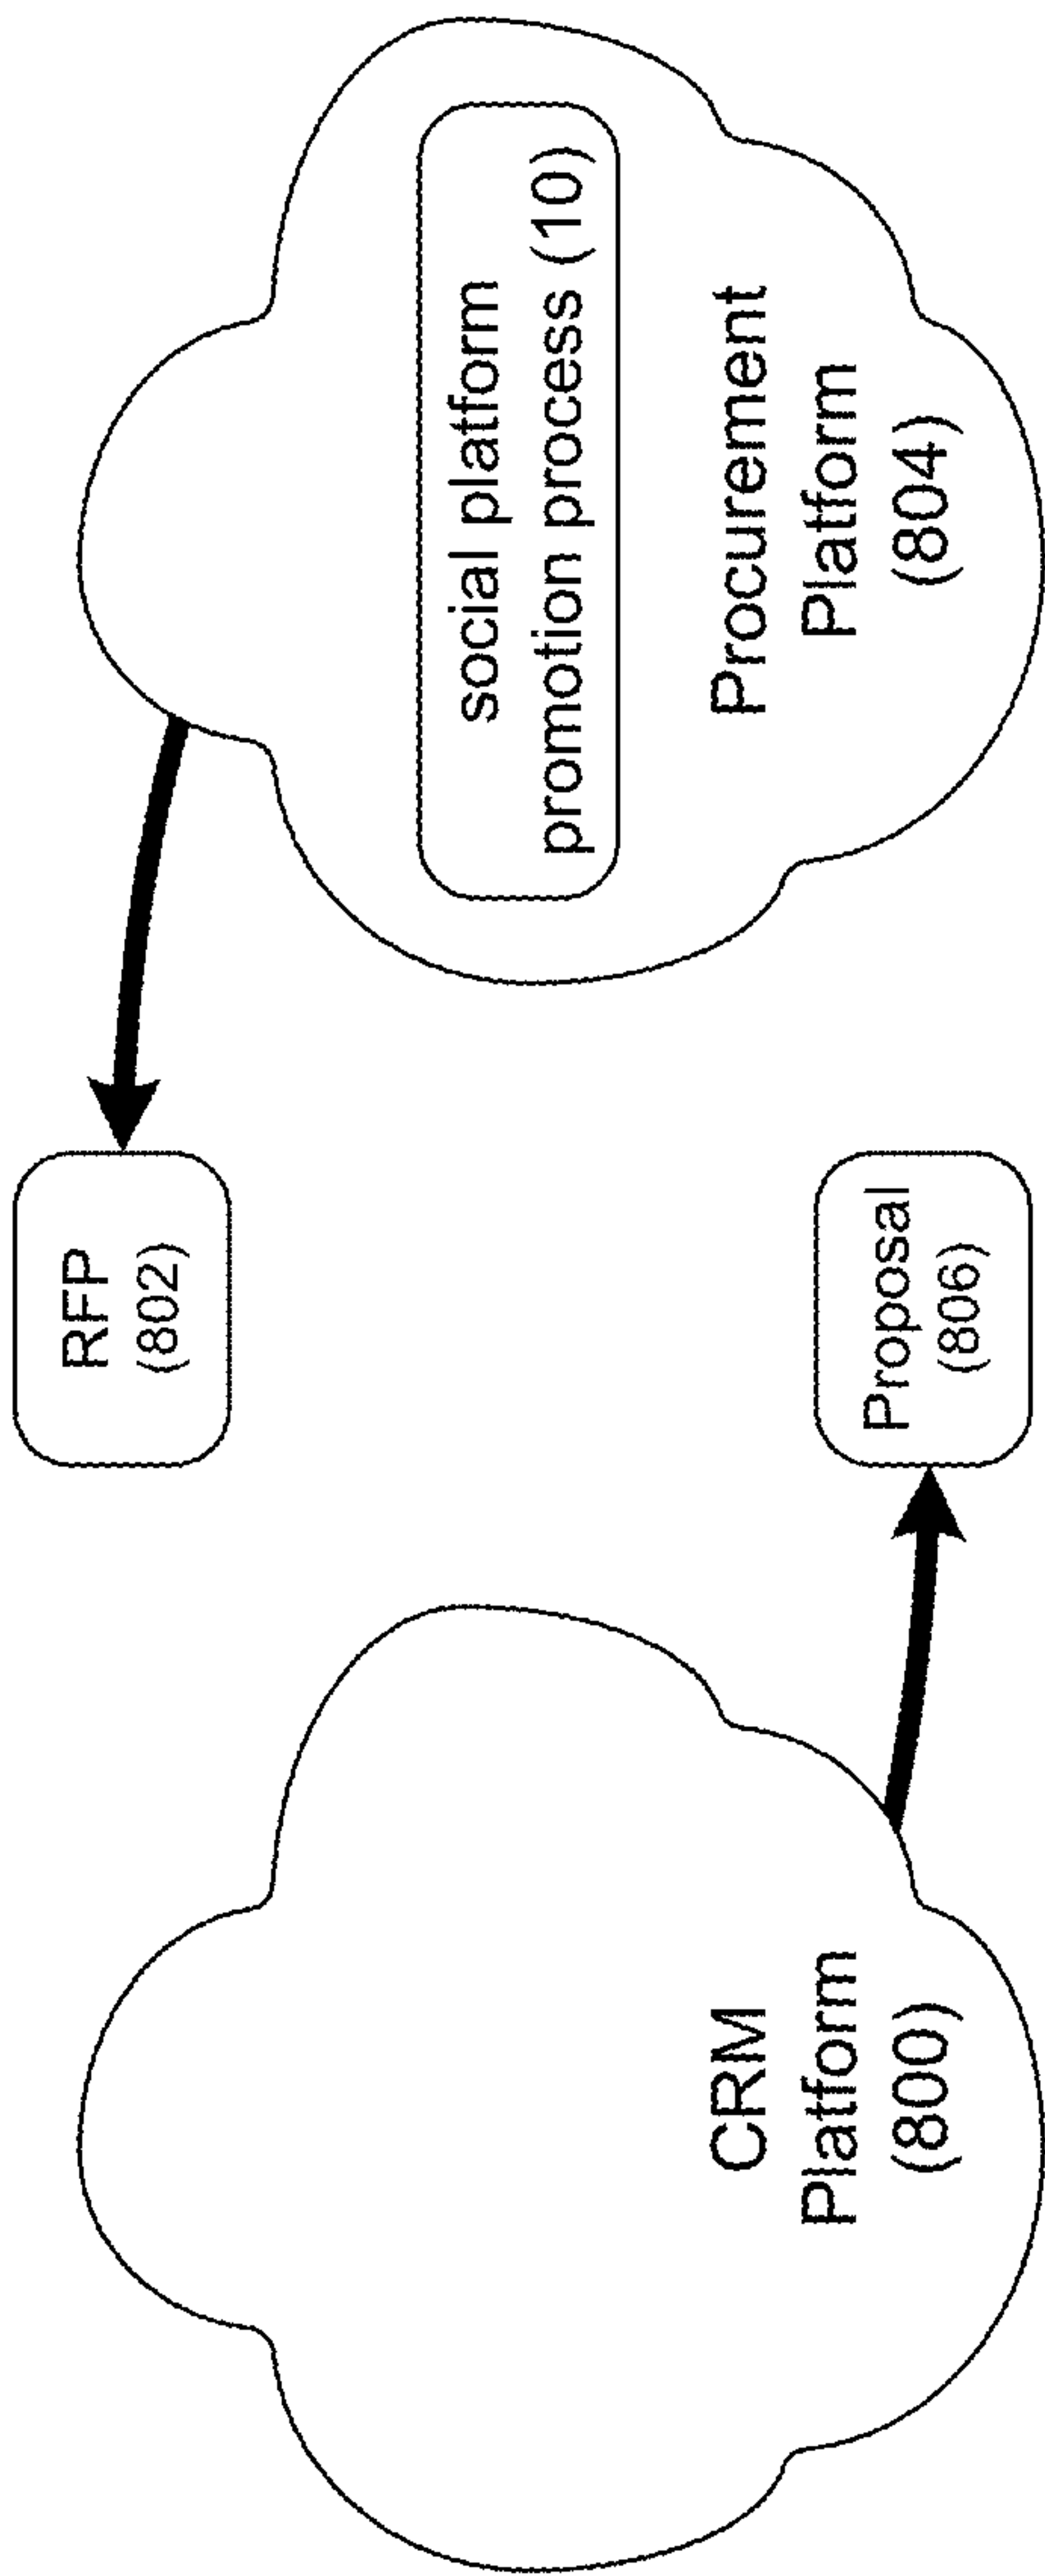 RFP
(802)
social platform
promotion process (10)
Procurement
Platform
(804)
CRM
Platform
(800)
Proposal
(806)